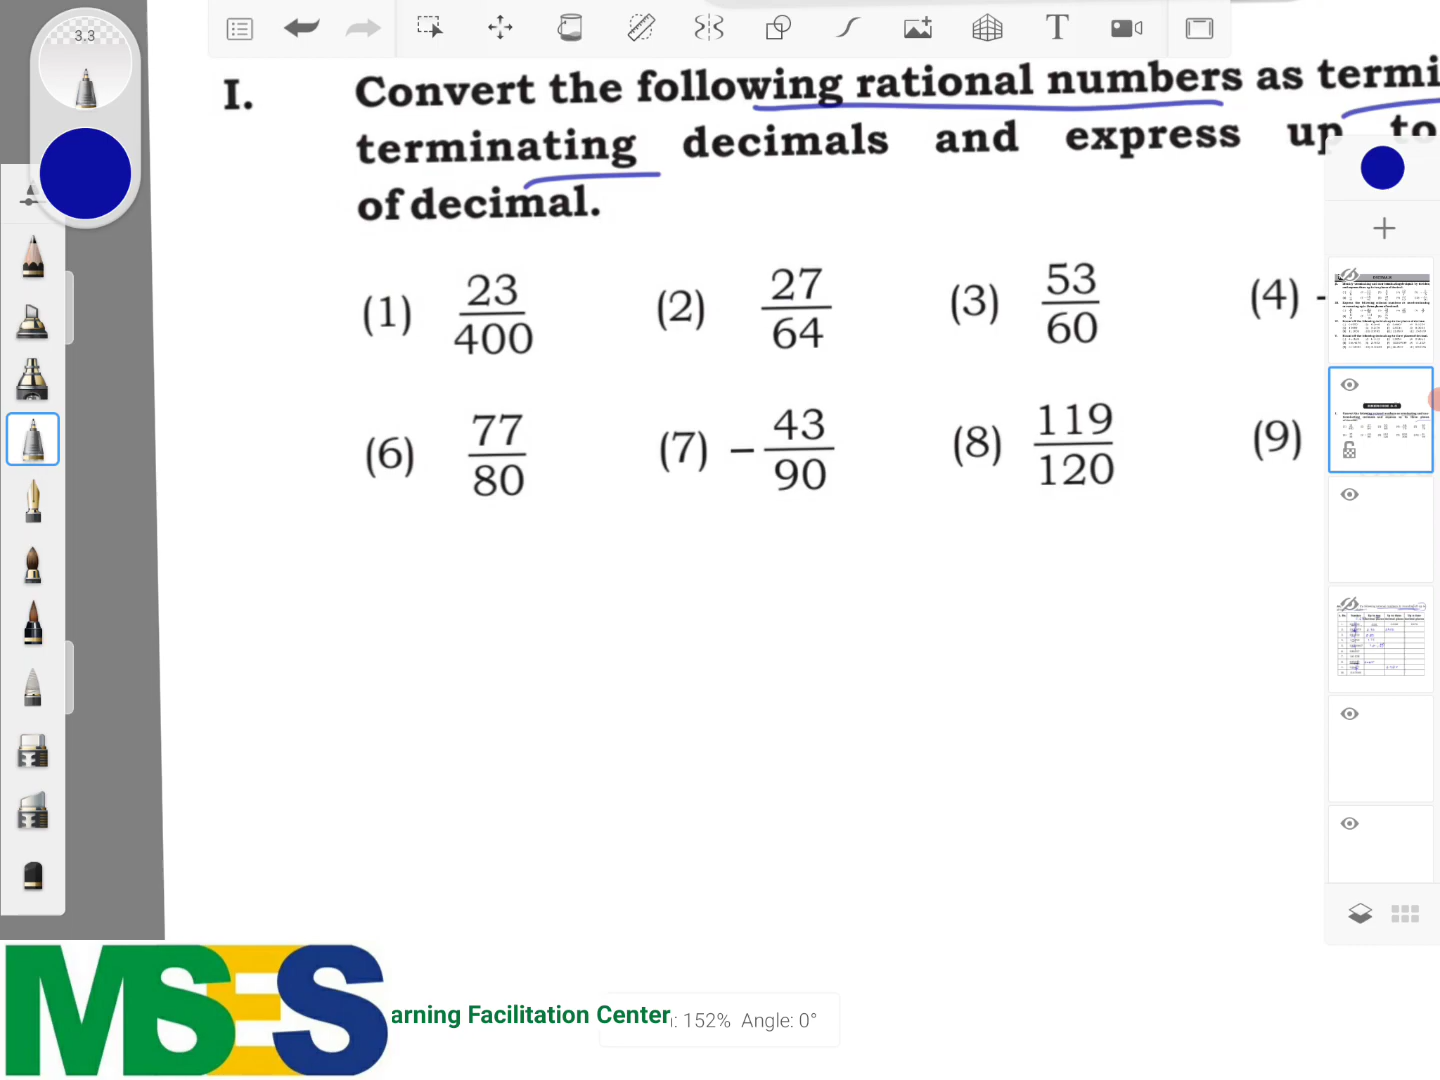 3.3
I. Convert the following rational numbers as termi
terminating decimals and express up to
of decimal.
(1) 23/400 (2) 27/64 (3) 53/60 (4) -
(6) 77/80 (7) - 43/90 (8) 119/120 (9)
MSES
arning Facilitation Center
: 152% Angle: 0°